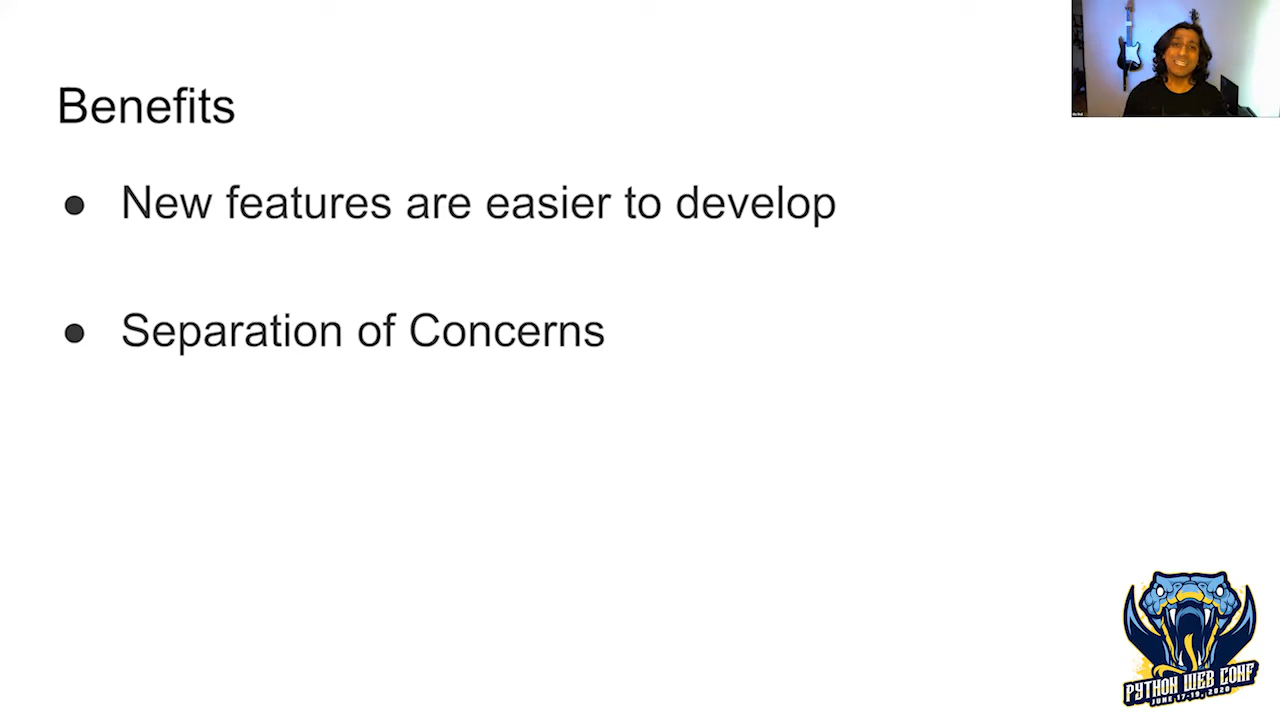 Benefits
● New features are easier to develop
● Separation of Concerns
PYTHON WEB CONF
JUNE 17-19, 2020